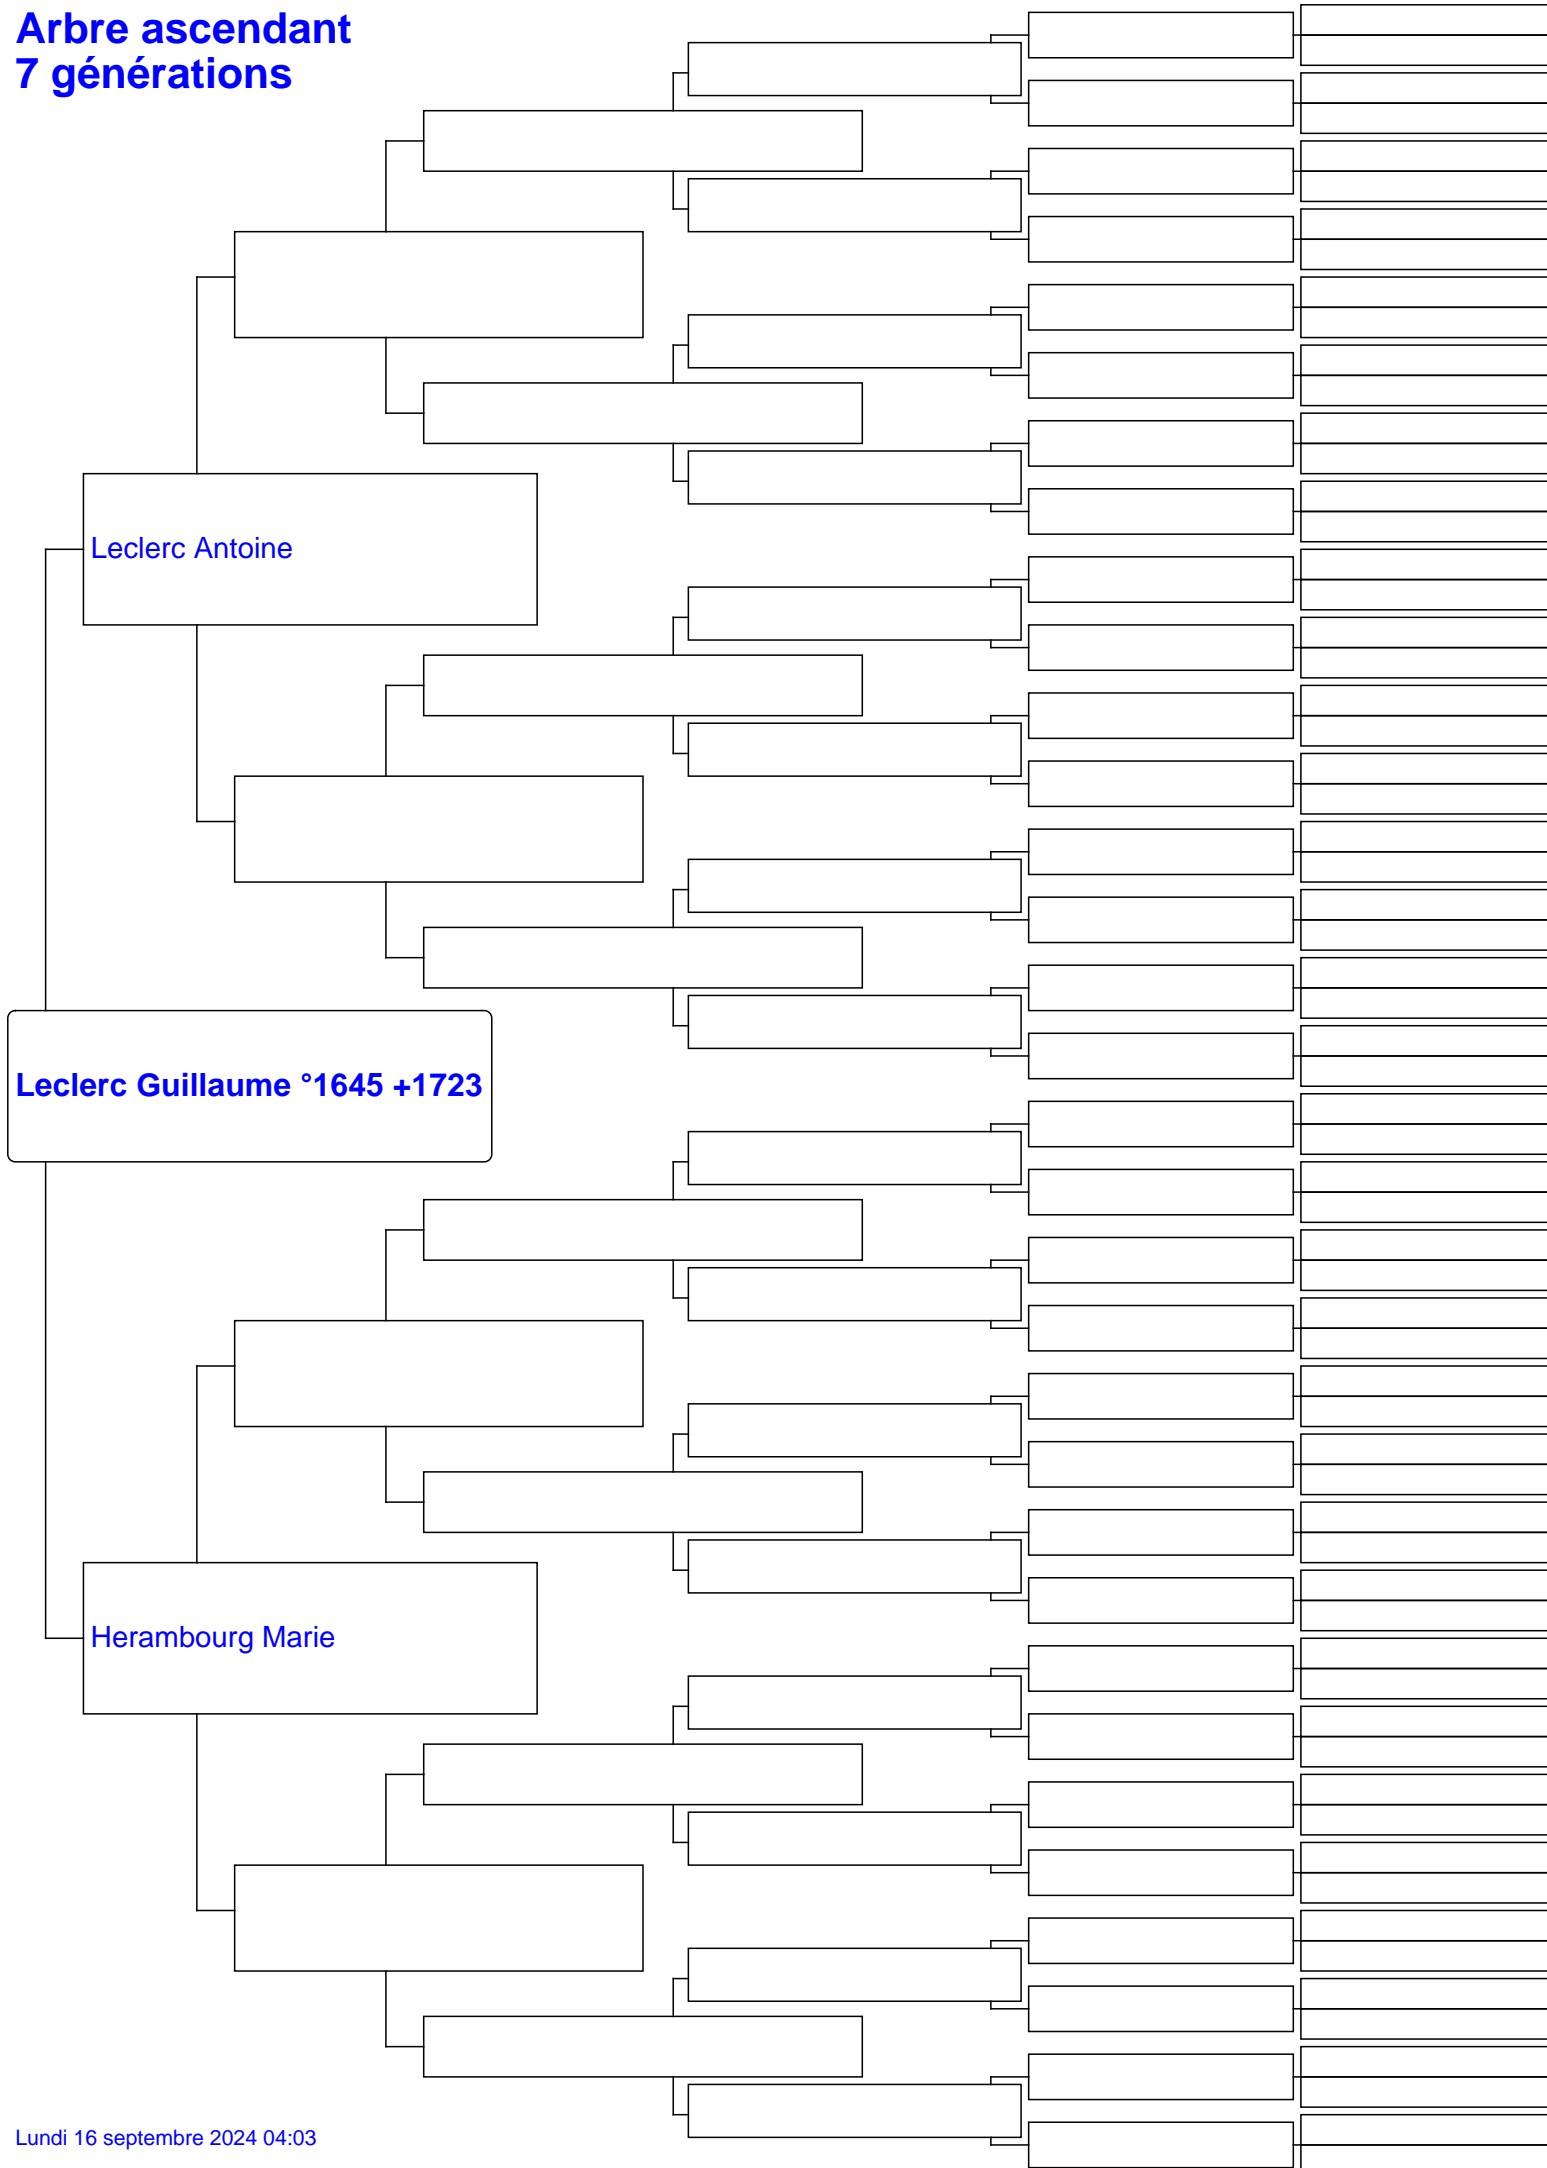 Arbre ascendant
7 générations
Leclerc Antoine
Leclerc Guillaume °1645 +1723
Herambourg Marie
Lundi 16 septembre 2024 04:03